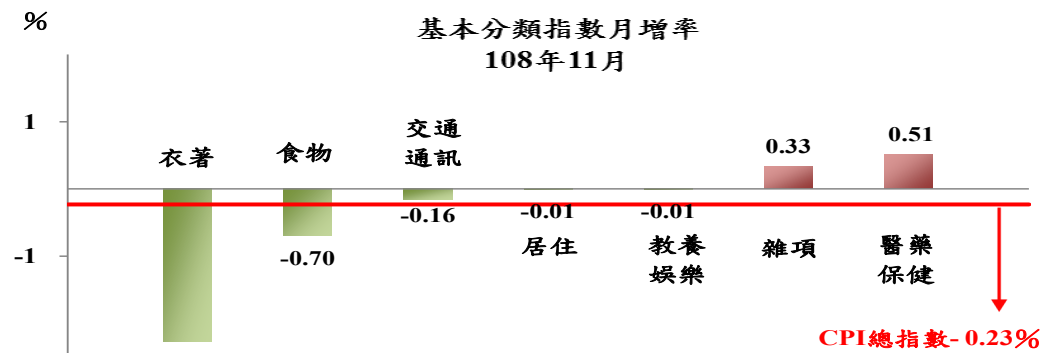 %
基本分類指數月增率
108年11月
1
-1
衣著
食物
交通
通訊
-0.70
-0.16
-0.01
-0.01
0.33
0.51
居住
教養
娛樂
雜項
醫藥
保健
CPI總指數- 0.23%